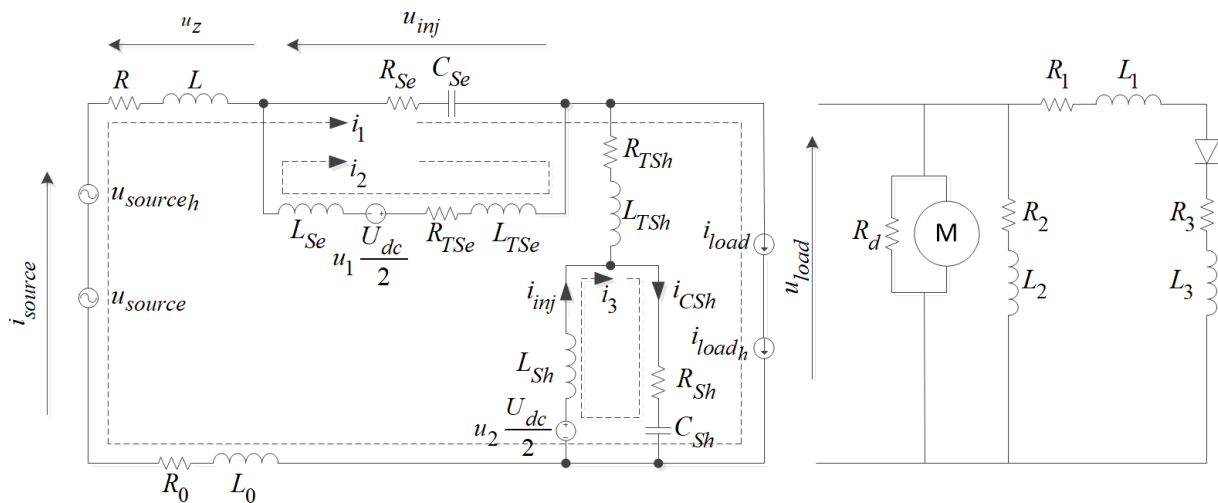 u_z
u_inj
R
L
R_Se
C_Se
R_1
L_1
i_1
i_2
R_TSh
u_source_h
L_TSh
L_Se
u_1 U_dc/2
R_TSe
L_TSe
i_load
R_d
M
R_2
R_3
i_source
u_source
i_inj
i_3
i_CSh
u_load
L_2
L_3
i_load_h
L_Sh
R_Sh
u_2 U_dc/2
C_Sh
R_0
L_0